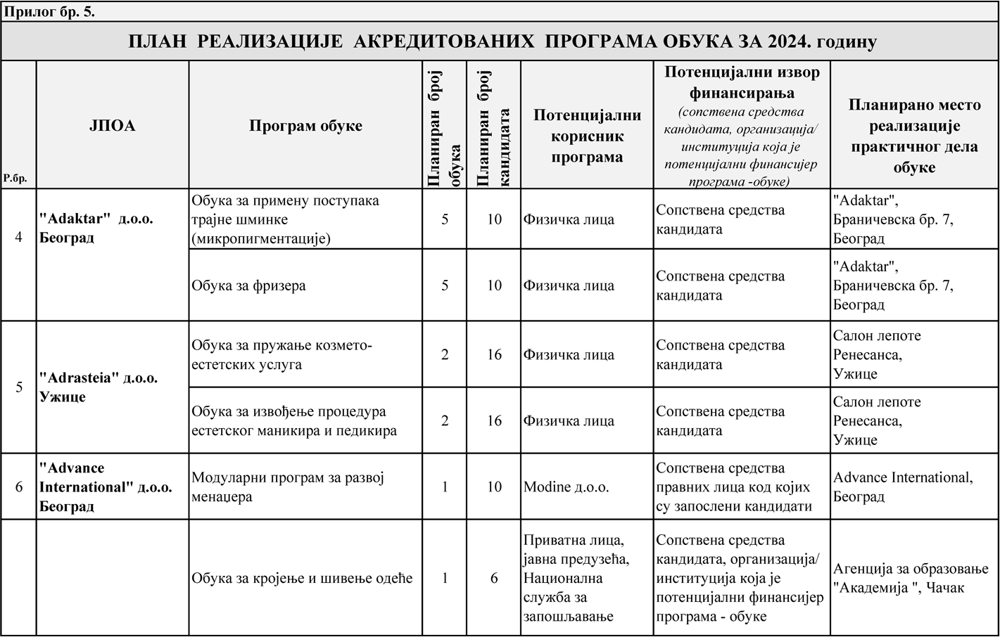 Прилог бр. 5.
ПЛАН РЕАЛИЗАЦИЈЕ АКРЕДИТОВАНИХ ПРОГРАМА ОБУКА ЗА 2024. годину
Р.бр.
ЈПОА
Програм обуке
Планиран број
обука
Планиран број
кандидата
Потенцијални
корисник
програма
Потенцијални извор
финансирања
(сопствена средства
кандидата, организација/
институција која је
потенцијални финансијер
програма -обуке)
Планирано место
реализације
практичног дела
обуке
4
"Adaktar" д.о.о.
Београд
Обука за примену поступака
трајне шминке
(микропигментације)
5
10
Физичка лица
Сопствена средства
кандидата
"Adaktar",
Браничевска бр. 7,
Београд
Обука за фризера
5
10
Физичка лица
Сопствена средства
кандидата
"Adaktar",
Браничевска бр. 7,
Београд
5
"Adrasteia" д.о.о.
Ужице
Обука за пружање козмето-
естетских услуга
2
16
Физичка лица
Сопствена средства
кандидата
Салон лепоте
Ренесанса,
Ужице
Обука за извођење процедура
естетског маникира и педикира
2
16
Физичка лица
Сопствена средства
кандидата
Салон лепоте
Ренесанса,
Ужице
6
"Advance
International" д.о.о.
Београд
Модуларни програм за развој
менаџера
1
10
Modine д.о.о.
Сопствена средства
правних лица код којих
су запослени кандидати
Advance International,
Београд
Обука за кројење и шивење одеће
1
6
Приватна лица,
јавна предузећа,
Национална
служба за
запошљавање
Сопствена средства
кандидата, организација/
институција која је
потенцијални финансијер
програма - обуке
Агенција за образовање
"Академија ", Чачак